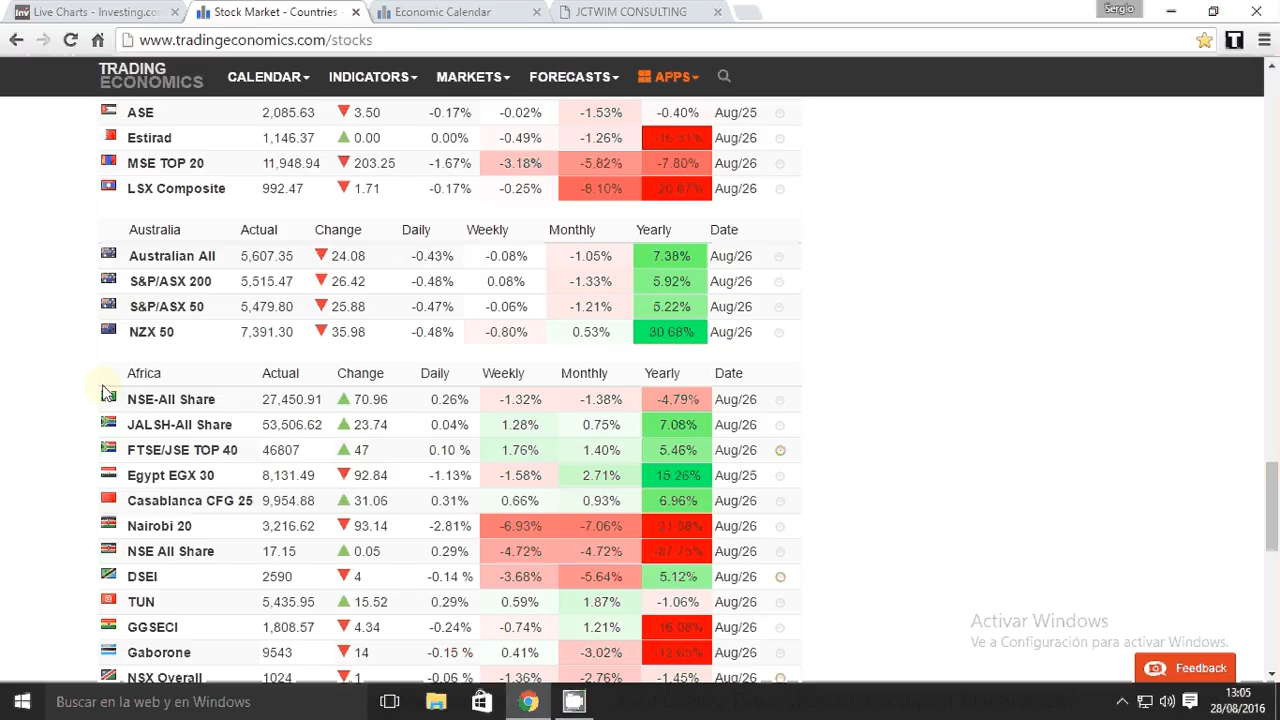 Live Charts - Investing.co
Stock Market - Countries
Economic Calendar
JCTWIM CONSULTING
Sergio
www.tradingeconomics.com/stocks
TRADING ECONOMICS CALENDAR INDICATORS MARKETS FORECASTS APPS
ASE 2,085.63 3.50 -0.17% -0.02% -1.53% -0.40% Aug/25
Estirad 1,146.37 0.00 0.00% -0.49% -1.26% -16.51% Aug/26
MSE TOP 20 11,948.94 203.25 -1.67% -3.18% -5.82% -7.80% Aug/26
LSX Composite 992.47 1.71 -0.17% -0.25% -8.10% -20.67% Aug/26
Australia Actual Change Daily Weekly Monthly Yearly Date
Australian All 5,607.35 24.08 -0.43% -0.08% -1.05% 7.38% Aug/26
S&P/ASX 200 5,515.47 26.42 -0.48% 0.08% -1.33% 5.92% Aug/26
S&P/ASX 50 5,479.80 25.88 -0.47% -0.06% -1.21% 5.22% Aug/26
NZX 50 7,391.30 35.98 -0.48% -0.80% 0.53% 30.68% Aug/26
Africa Actual Change Daily Weekly Monthly Yearly Date
NSE-All Share 27,450.91 70.96 0.26% -1.32% -1.38% -4.79% Aug/26
JALSH-All Share 53,506.62 23.74 0.04% 1.28% 0.75% 7.08% Aug/26
FTSE/JSE TOP 40 46807 47 0.10 % 1.76% 1.40% 5.46% Aug/26
Egypt EGX 30 8,131.49 92.84 -1.13% -1.58% 2.71% 15.26% Aug/25
Casablanca CFG 25 9,954.88 31.06 0.31% 0.66% 0.93% 6.96% Aug/26
Nairobi 20 3,216.62 93.14 -2.81% -6.93% -7.06% Aug/26
NSE All Share 17.15 0.05 0.29% -4.72% -4.72% -87.75% Aug/26
DSEI 2590 4 -0.14 % -3.68% -5.64% 5.12% Aug/26
TUN 5,435.95 15.52 0.29% 0.59% 1.87% -1.06% Aug/26
GGSECI 1,808.57 4.34 -0.24% -0.74% 1.21% 16.08% Aug/26
Gaborone 9643 14 -0.15 % 0.41% -3.02% -12.65% Aug/26
NSX Overall 1024 1 -2.76% -1.45% Aug/26
Activar Windows
Ve a Configuración para activar Windows.
Feedback
Buscar en la web y en Windows
13:05
28/08/2016